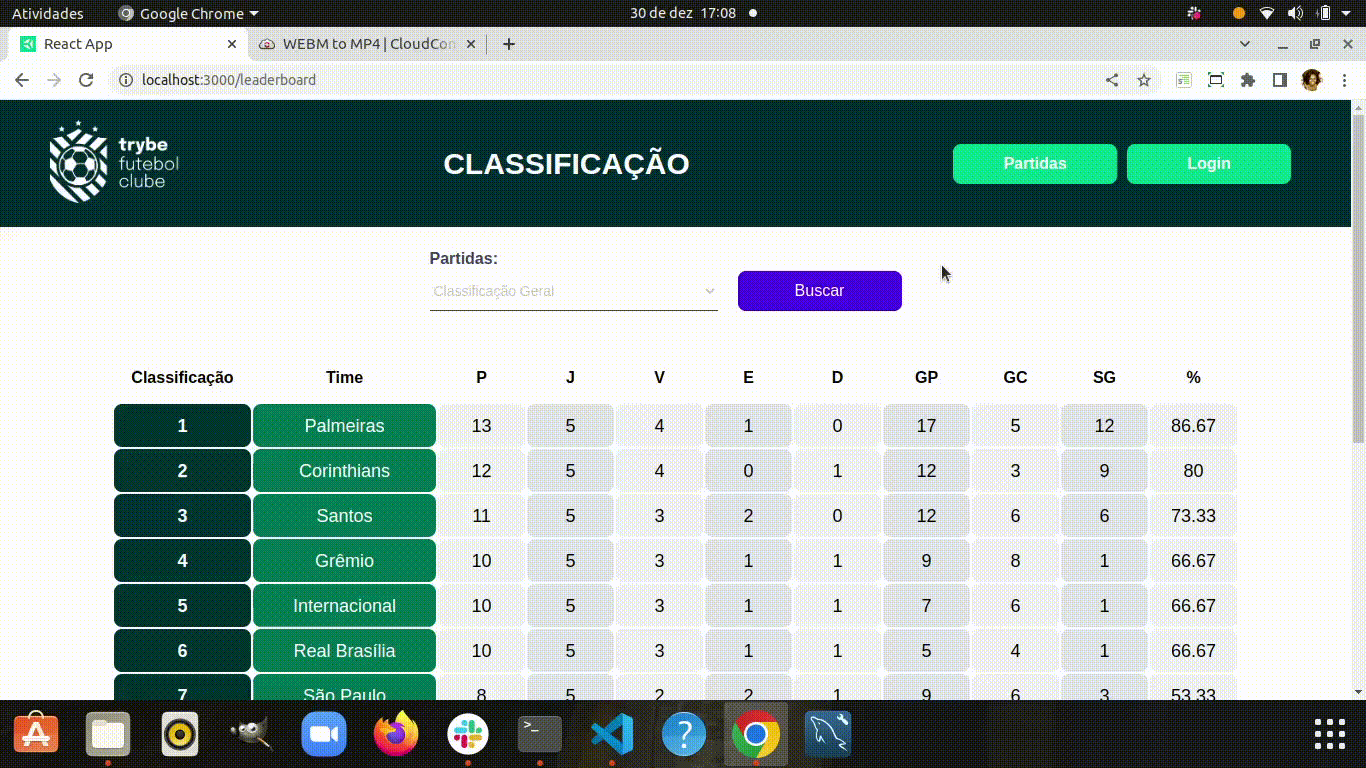 Atividades Google Chrome 30 de dez 17:08
React App WEBM to MP4 | CloudCon
localhost:3000/leaderboard
trybe
futebol
clube
CLASSIFICAÇÃO
Partidas Login
Partidas:
Classificação Geral Buscar
Classificação Time P J V E D GP GC SG %
1 Palmeiras 13 5 4 1 0 17 5 12 86.67
2 Corinthians 12 5 4 0 1 12 3 9 80
3 Santos 11 5 3 2 0 12 6 6 73.33
4 Grêmio 10 5 3 1 1 9 8 1 66.67
5 Internacional 10 5 3 1 1 7 6 1 66.67
6 Real Brasília 10 5 3 1 1 5 4 1 66.67
7 São Paulo 8 5 2 2 1 9 6 3 53.33